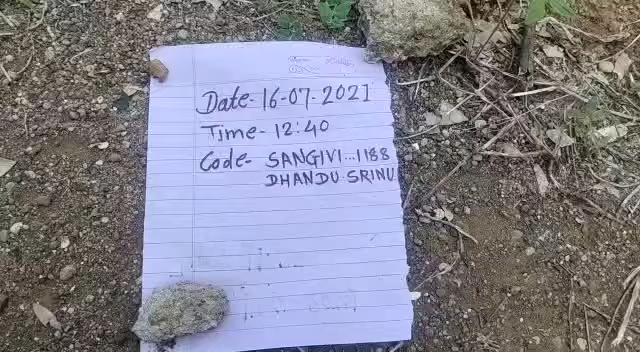 Date- 16-07-2021
Time- 12:40
Code- SANGIVI...1188
DHANDU SRINU